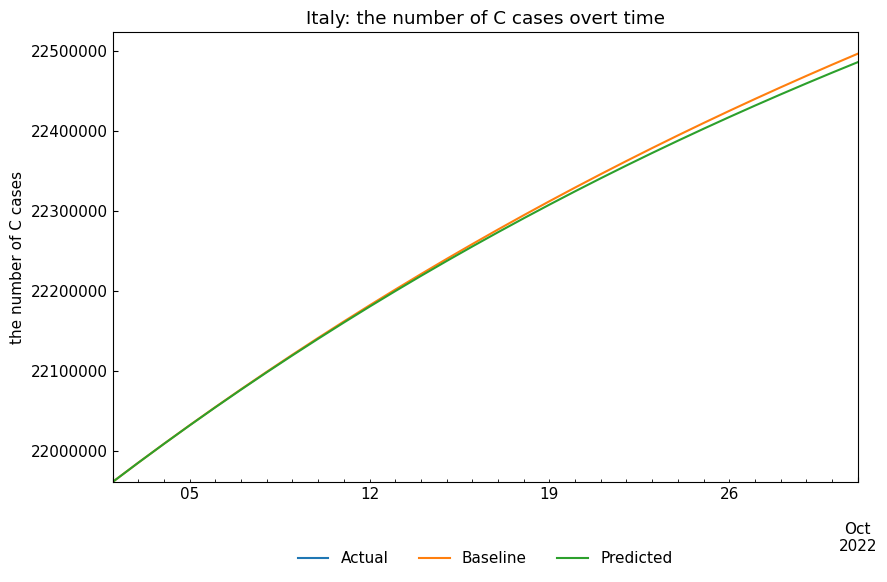 Italy: the number of C cases overt time
the number of C cases
22500000
22400000
22300000
22200000
22100000
22000000
05 12 19 26
Oct
2022
Actual Baseline Predicted